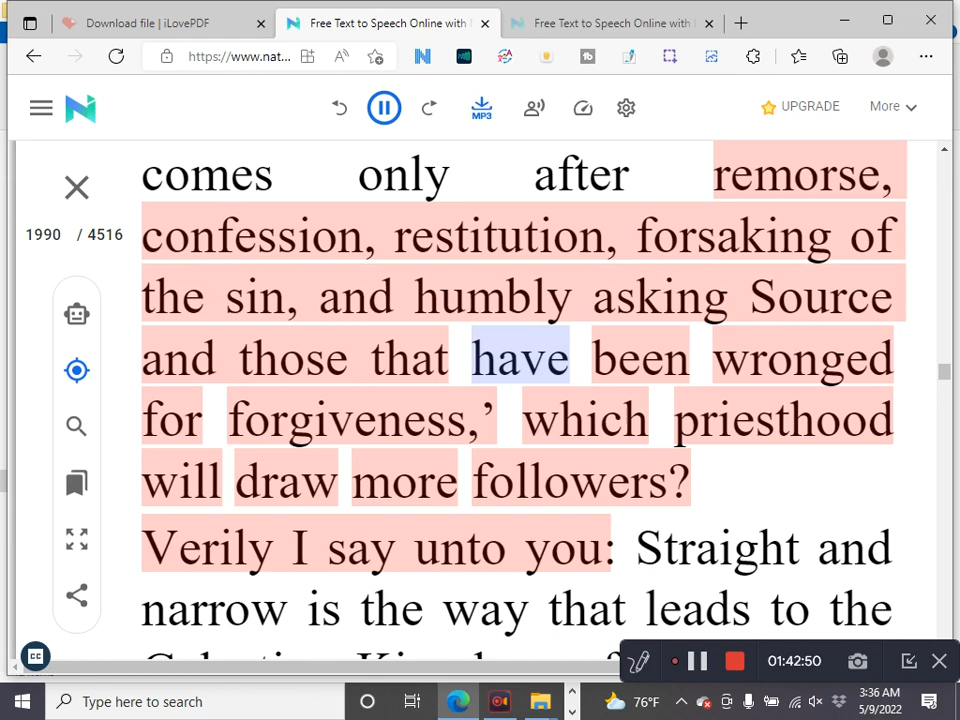 Download file | iLovePDF
Free Text to Speech Online with
Free Text to Speech Online with
https://www.nat...
UPGRADE
More
MP3
1990 / 4516
comes only after remorse,
confession, restitution, forsaking of
the sin, and humbly asking Source
and those that have been wronged
for forgiveness,’ which priesthood
will draw more followers?
Verily I say unto you: Straight and
narrow is the way that leads to the
CC
01:42:50
Type here to search
76°F
3:36 AM
5/9/2022